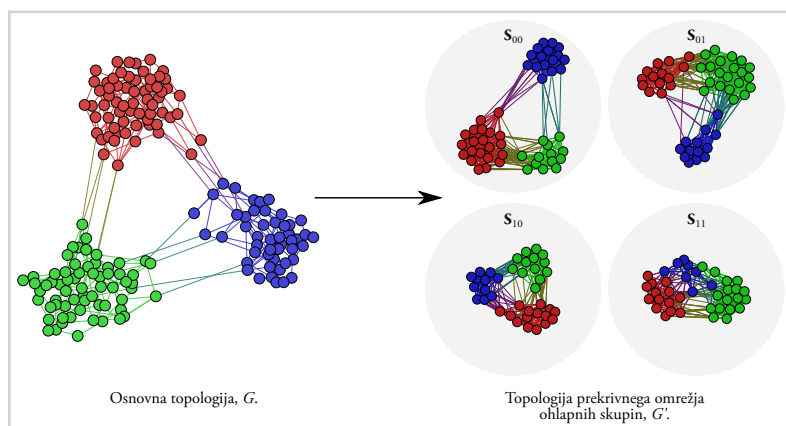 S₀₀
S₀₁
S₁₀
S₁₁
Osnovna topologija, G.
Topologija prekrivnega omrežja
ohlapnih skupin, G'.